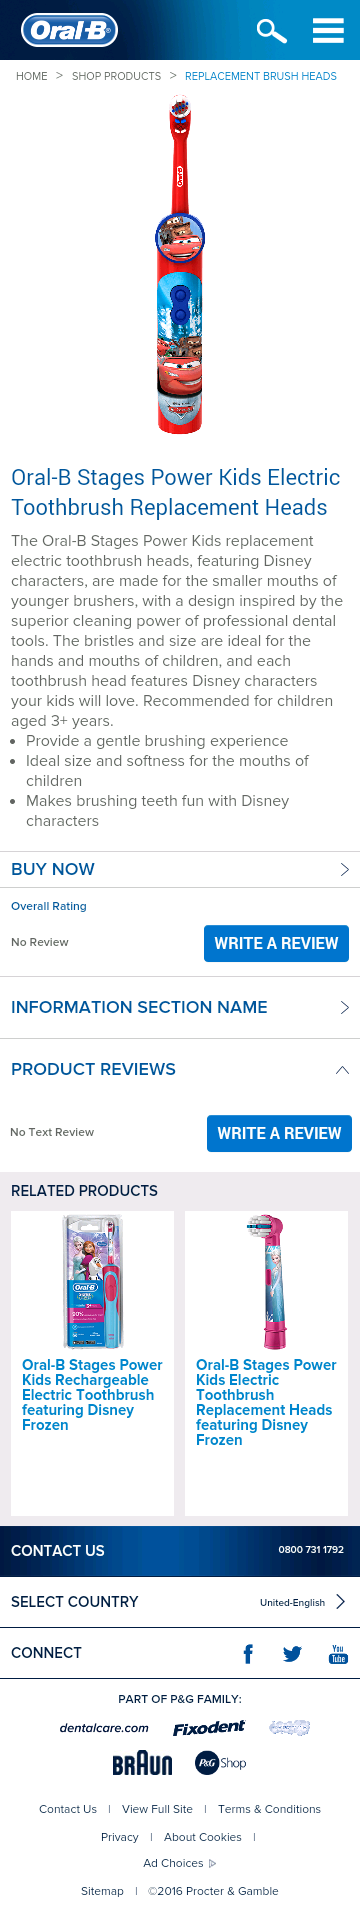 Oral-B
HOME > SHOP PRODUCTS > REPLACEMENT BRUSH HEADS
Oral-B
Oral-B Stages Power Kids Electric
Toothbrush Replacement Heads
The Oral-B Stages Power Kids replacement
electric toothbrush heads, featuring Disney
characters, are made for the smaller mouths of
younger brushers, with a design inspired by the
superior cleaning power of professional dental
tools. The bristles and size are ideal for the
hands and mouths of children, and each
toothbrush head features Disney characters
your kids will love. Recommended for children
aged 3+ years.
• Provide a gentle brushing experience
• Ideal size and softness for the mouths of
children
• Makes brushing teeth fun with Disney
characters
BUY NOW
Overall Rating
No Review
WRITE A REVIEW
INFORMATION SECTION NAME
PRODUCT REVIEWS
No Text Review
WRITE A REVIEW
RELATED PRODUCTS
Oral-B
Oral-B Stages Power
Kids Rechargeable
Electric Toothbrush
featuring Disney
Frozen
Oral-B Stages Power
Kids Electric
Toothbrush
Replacement Heads
featuring Disney
Frozen
CONTACT US
0800 731 1792
SELECT COUNTRY
United-English
CONNECT
You
Tube
PART OF P&G FAMILY:
dentalcare.com
Fixodent
BRAUN
P&G Shop
Contact Us | View Full Site | Terms & Conditions
Privacy | About Cookies |
Ad Choices
Sitemap | ©2016 Procter & Gamble